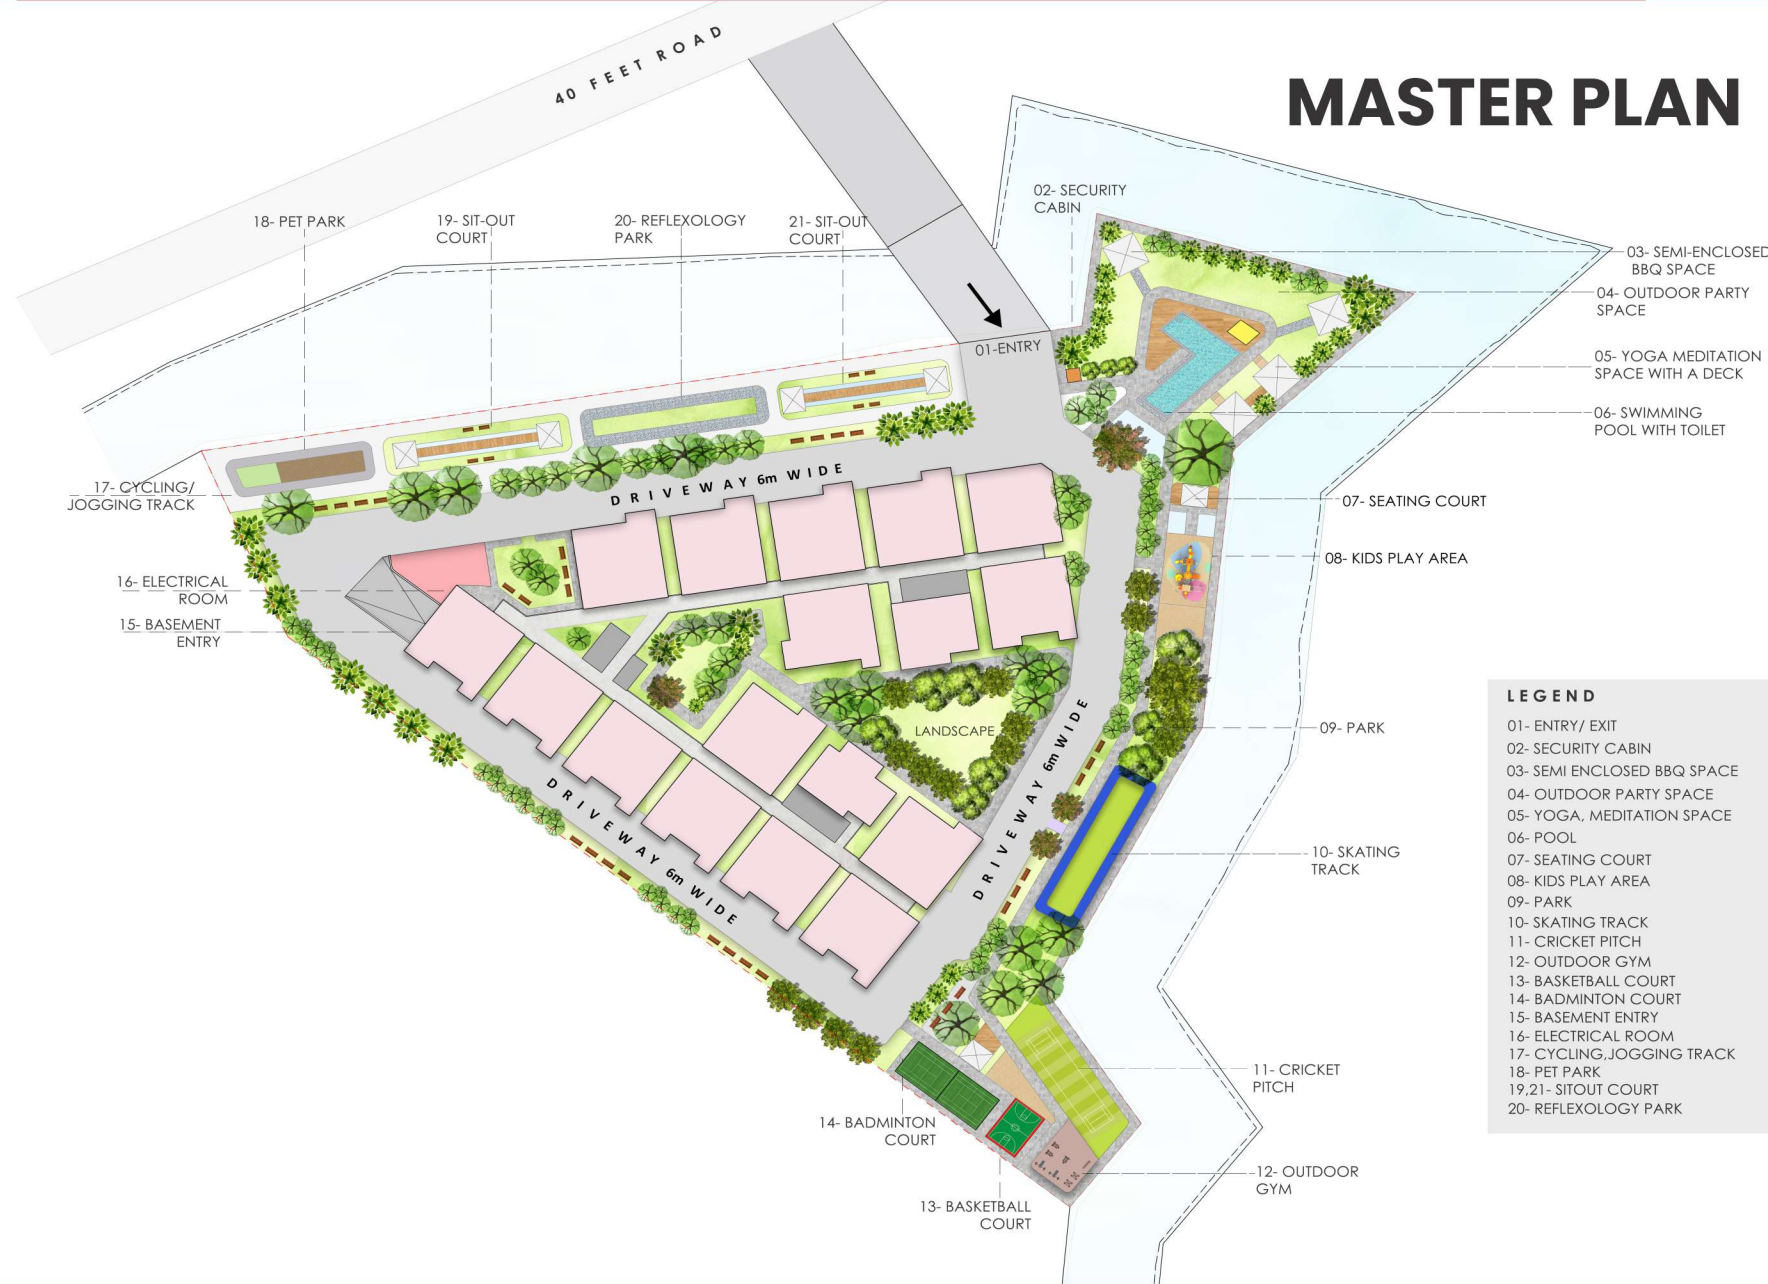 40 FEET ROAD
MASTER PLAN
02- SECURITY
CABIN
18- PET PARK
19- SIT-OUT
COURT
20- REFLEXOLOGY
PARK
21- SIT-OUT
COURT
03- SEMI-ENCLOSED
BBQ SPACE
04- OUTDOOR PARTY
SPACE
01-ENTRY
05- YOGA MEDITATION
SPACE WITH A DECK
06- SWIMMING
POOL WITH TOILET
17- CYCLING/
JOGGING TRACK
DRIVEWAY 6m WIDE
07- SEATING COURT
08- KIDS PLAY AREA
16- ELECTRICAL
ROOM
15- BASEMENT
ENTRY
LANDSCAPE
09- PARK
DRIVEWAY 6m WIDE
DRIVEWAY 6m WIDE
10- SKATING
TRACK
11- CRICKET
PITCH
14- BADMINTON
COURT
12- OUTDOOR
GYM
13- BASKETBALL
COURT
LEGEND
01- ENTRY/ EXIT
02- SECURITY CABIN
03- SEMI ENCLOSED BBQ SPACE
04- OUTDOOR PARTY SPACE
05- YOGA, MEDITATION SPACE
06- POOL
07- SEATING COURT
08- KIDS PLAY AREA
09- PARK
10- SKATING TRACK
11- CRICKET PITCH
12- OUTDOOR GYM
13- BASKETBALL COURT
14- BADMINTON COURT
15- BASEMENT ENTRY
16- ELECTRICAL ROOM
17- CYCLING,JOGGING TRACK
18- PET PARK
19,21- SITOUT COURT
20- REFLEXOLOGY PARK